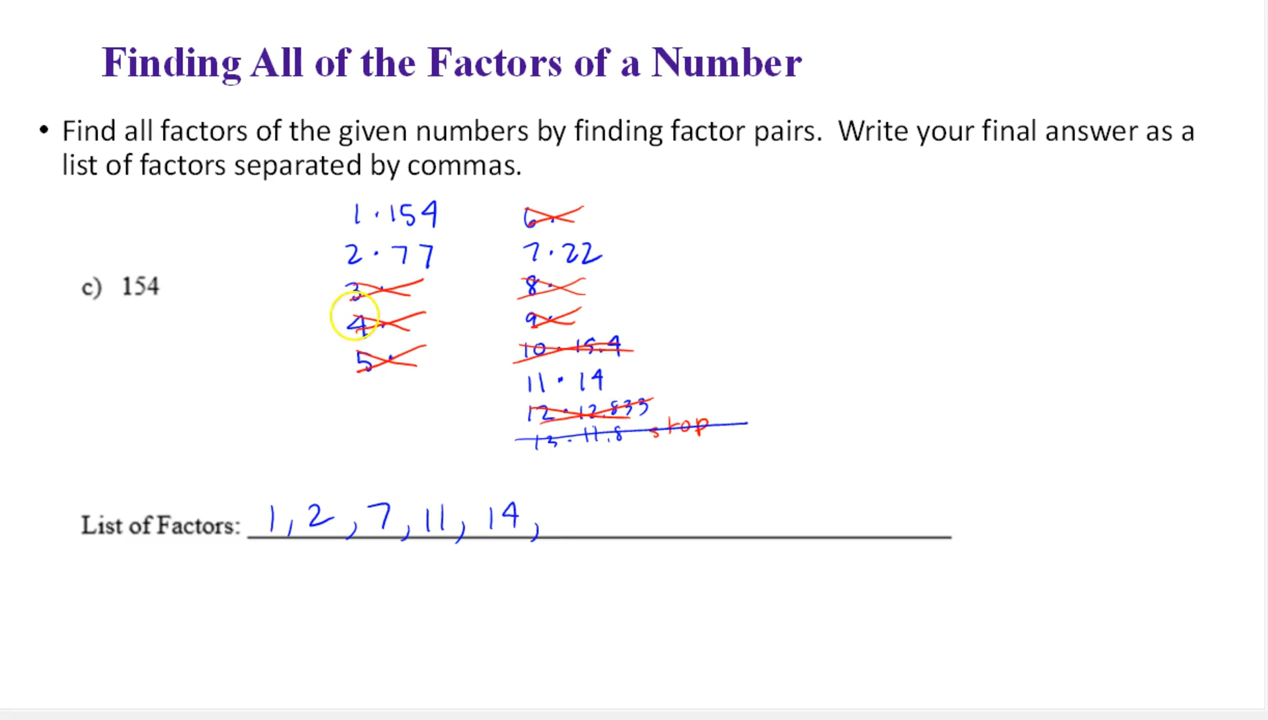 Finding All of the Factors of a Number
• Find all factors of the given numbers by finding factor pairs. Write your final answer as a
list of factors separated by commas.
c) 154
1 · 154
2 · 77
3 ·
4 ·
5 ·
6 ·
7 · 22
8 ·
9 ·
10 · 15.4
11 · 14
12 · 12.833
13 · 11.8 stop
List of Factors: 1, 2, 7, 11, 14,